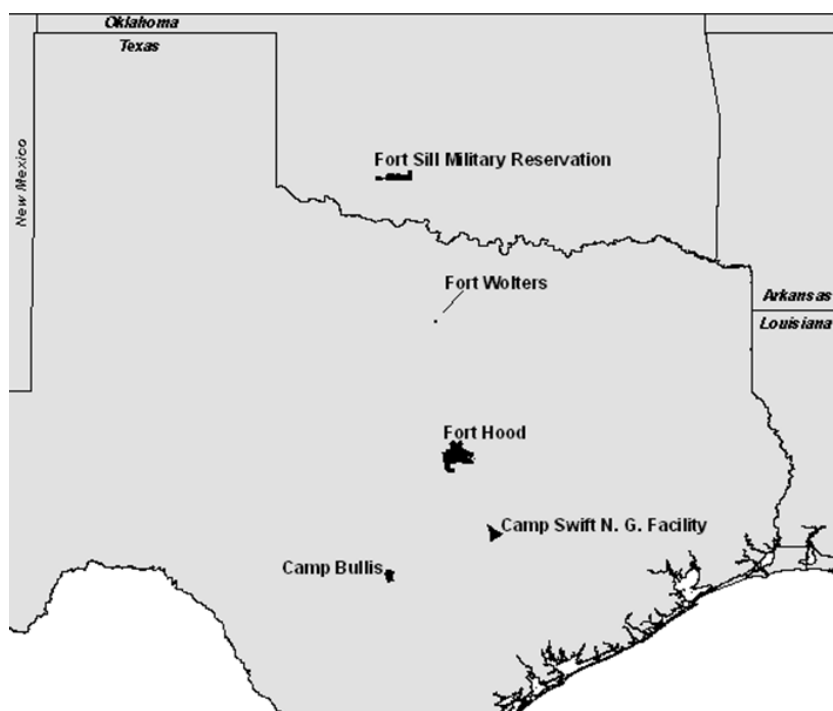 Oklahoma
Texas
New Mexico
Fort Sill Military Reservation
Fort Wolters
Arkansas
Louisiana
Fort Hood
Camp Swift N. G. Facility
Camp Bullis